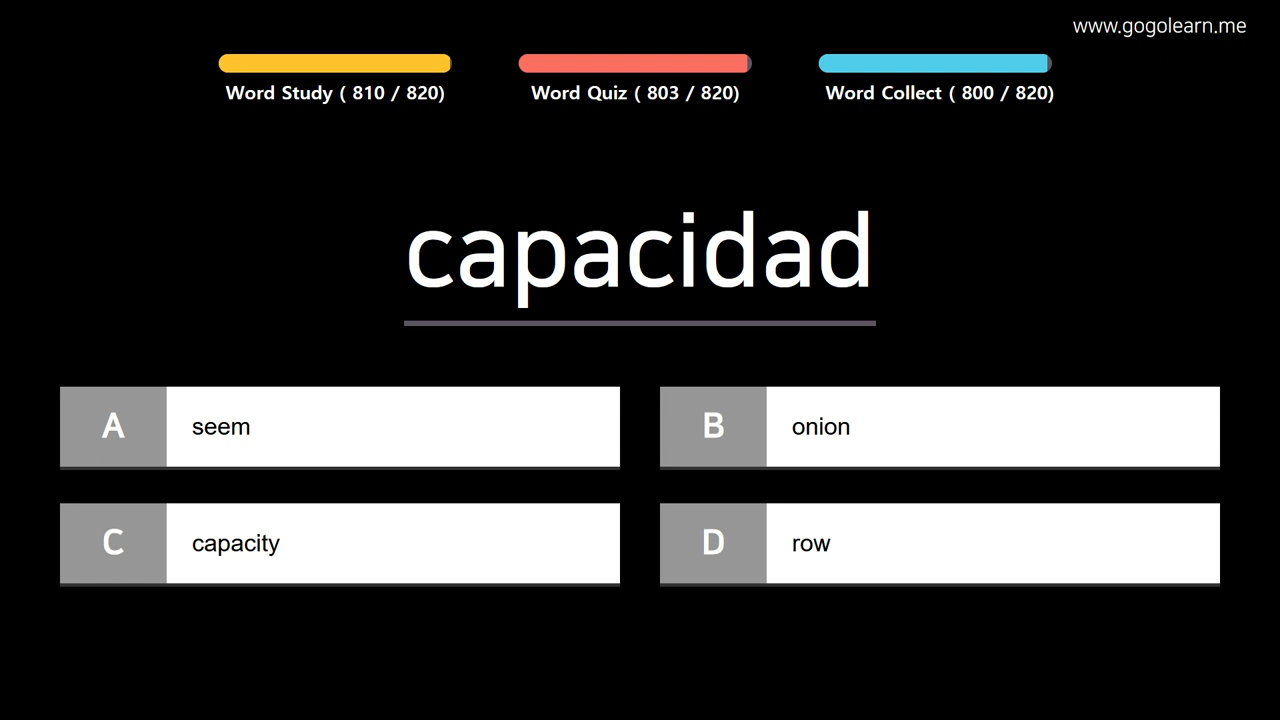 www.gogolearn.me
Word Study ( 810 / 820) Word Quiz ( 803 / 820) Word Collect ( 800 / 820)
capacidad
A seem
B onion
C capacity
D row